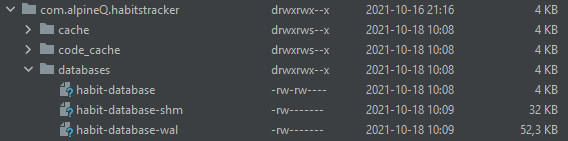 com.alpineQ.habitstracker drwxrwx--x 2021-10-16 21:16 4 KB
cache drwxrws--x 2021-10-18 10:08 4 KB
code_cache drwxrws--x 2021-10-18 10:08 4 KB
databases drwxrwx--x 2021-10-18 10:08 4 KB
habit-database -rw-rw---- 2021-10-18 10:08 4 KB
habit-database-shm -rw------- 2021-10-18 10:09 32 KB
habit-database-wal -rw------- 2021-10-18 10:09 52,3 KB